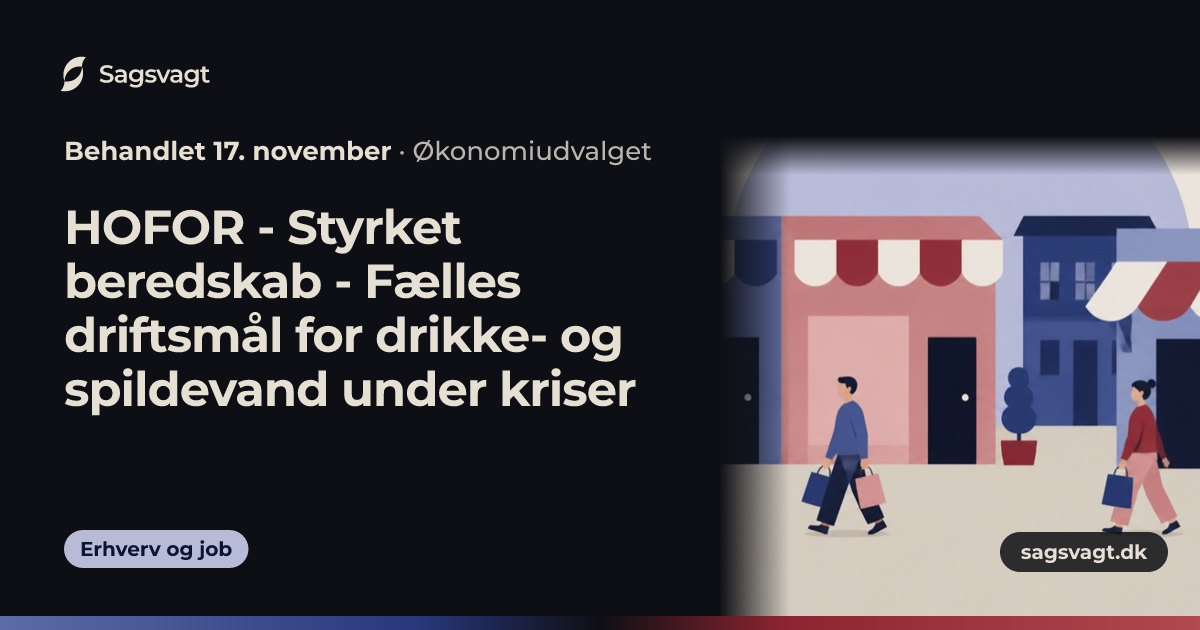 Sagsvagt
Behandlet 17. november · Økonomiudvalget
HOFOR - Styrket
beredskab - Fælles
driftsmål for drikke- og
spildevand under kriser
Erhverv og job
sagsvagt.dk